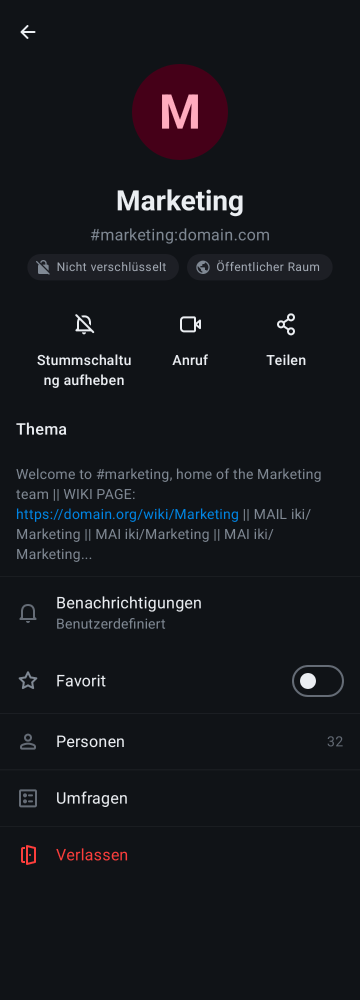 M
Marketing
#marketing:domain.com
Nicht verschlüsselt
Öffentlicher Raum
Stummschaltu
ng aufheben
Anruf
Teilen
Thema
Welcome to #marketing, home of the Marketing
team || WIKI PAGE:
https://domain.org/wiki/Marketing || MAIL iki/
Marketing || MAI iki/Marketing || MAI iki/
Marketing...
Benachrichtigungen
Benutzerdefiniert
Favorit
Personen
32
Umfragen
Verlassen